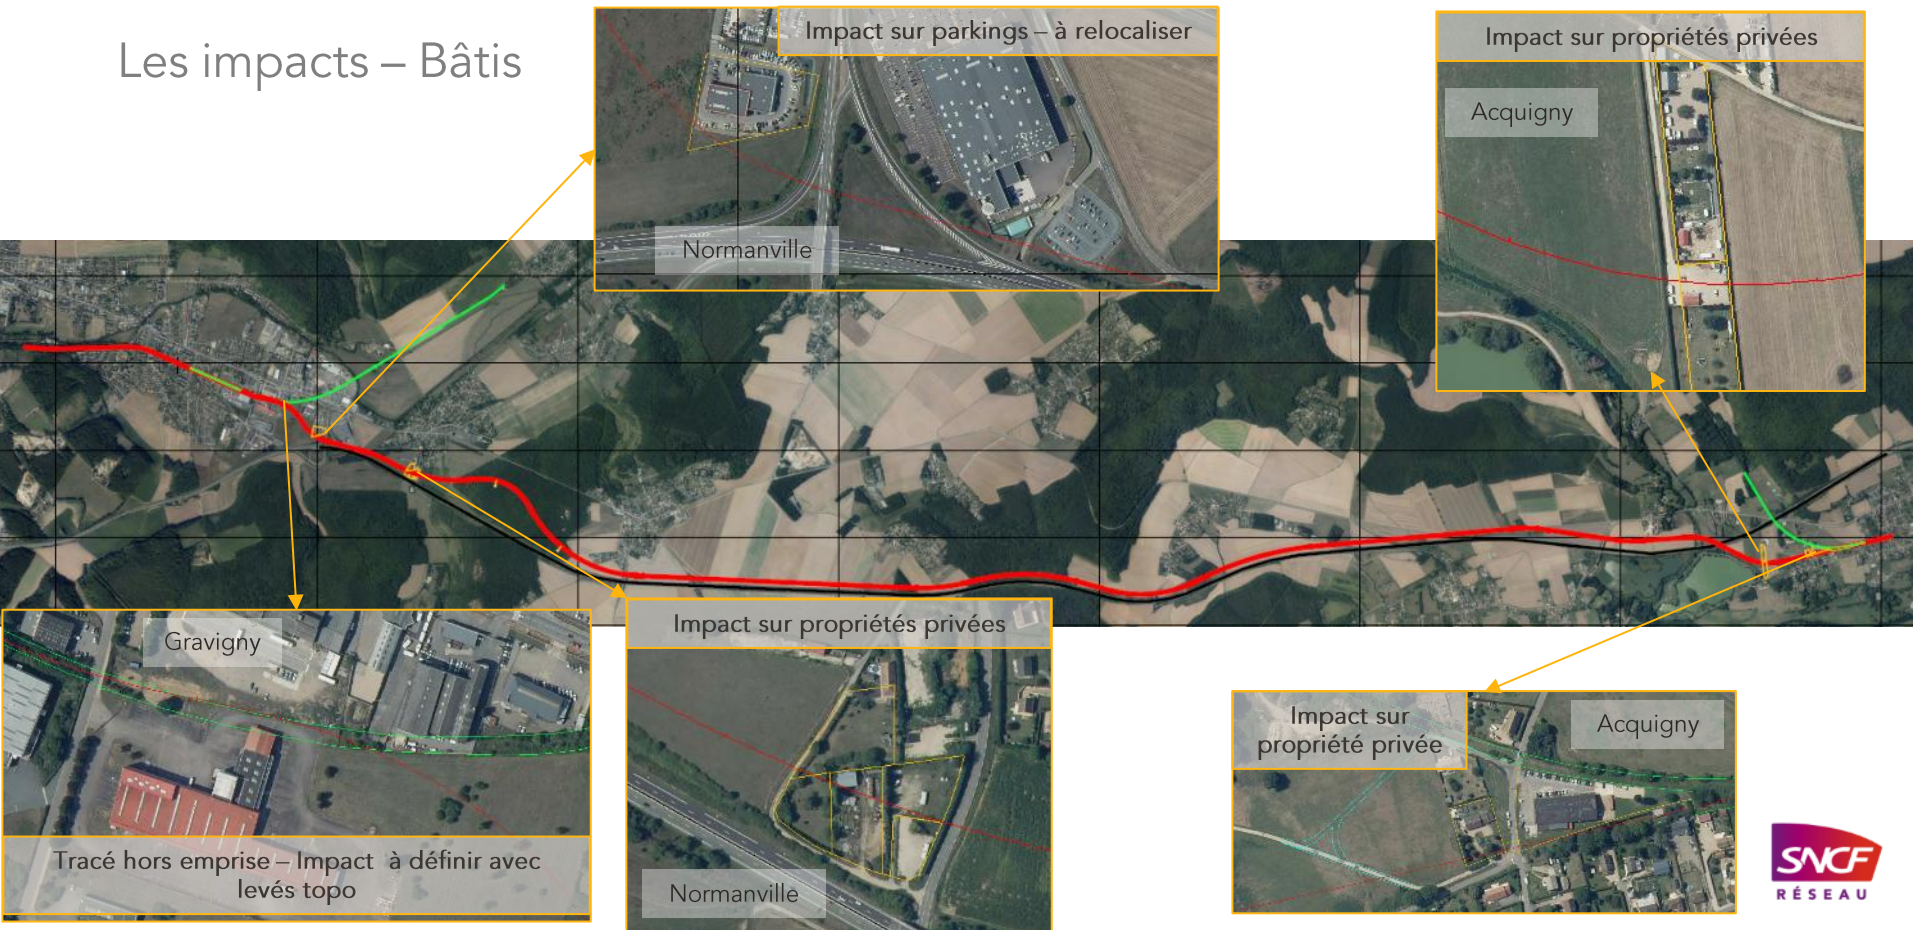 Les impacts – Bâtis
Impact sur parkings – à relocaliser
Normanville
Impact sur propriétés privées
Acquigny
Gravigny
Tracé hors emprise – Impact à définir avec
levés topo
Impact sur propriétés privées
Normanville
Impact sur
propriété privée
Acquigny
SNCF
RÉSEAU